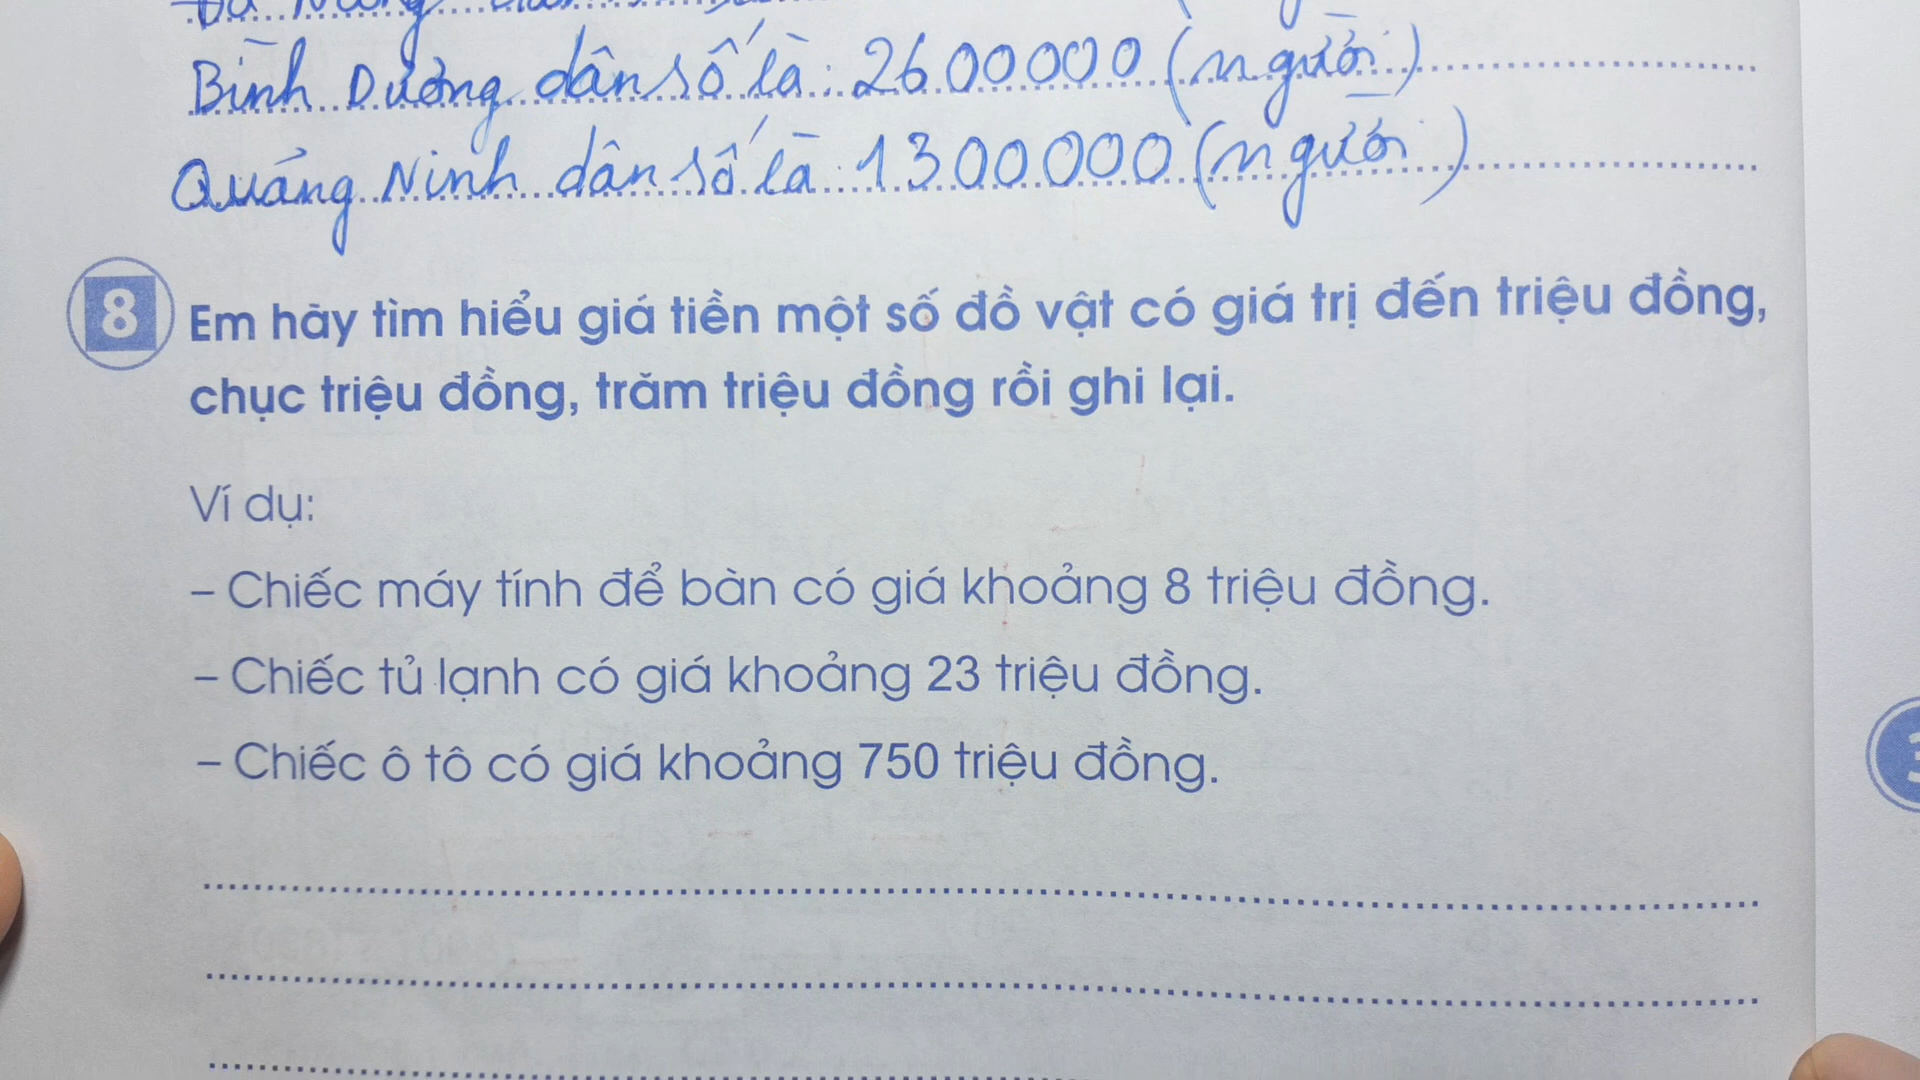 Bình Dương dân số là: 2600000 (người)
Quảng Ninh dân số là: 1300000 (người)
8 Em hãy tìm hiểu giá tiền một số đồ vật có giá trị đến triệu đồng,
chục triệu đồng, trăm triệu đồng rồi ghi lại.
Ví dụ:
– Chiếc máy tính để bàn có giá khoảng 8 triệu đồng.
– Chiếc tủ lạnh có giá khoảng 23 triệu đồng.
– Chiếc ô tô có giá khoảng 750 triệu đồng.